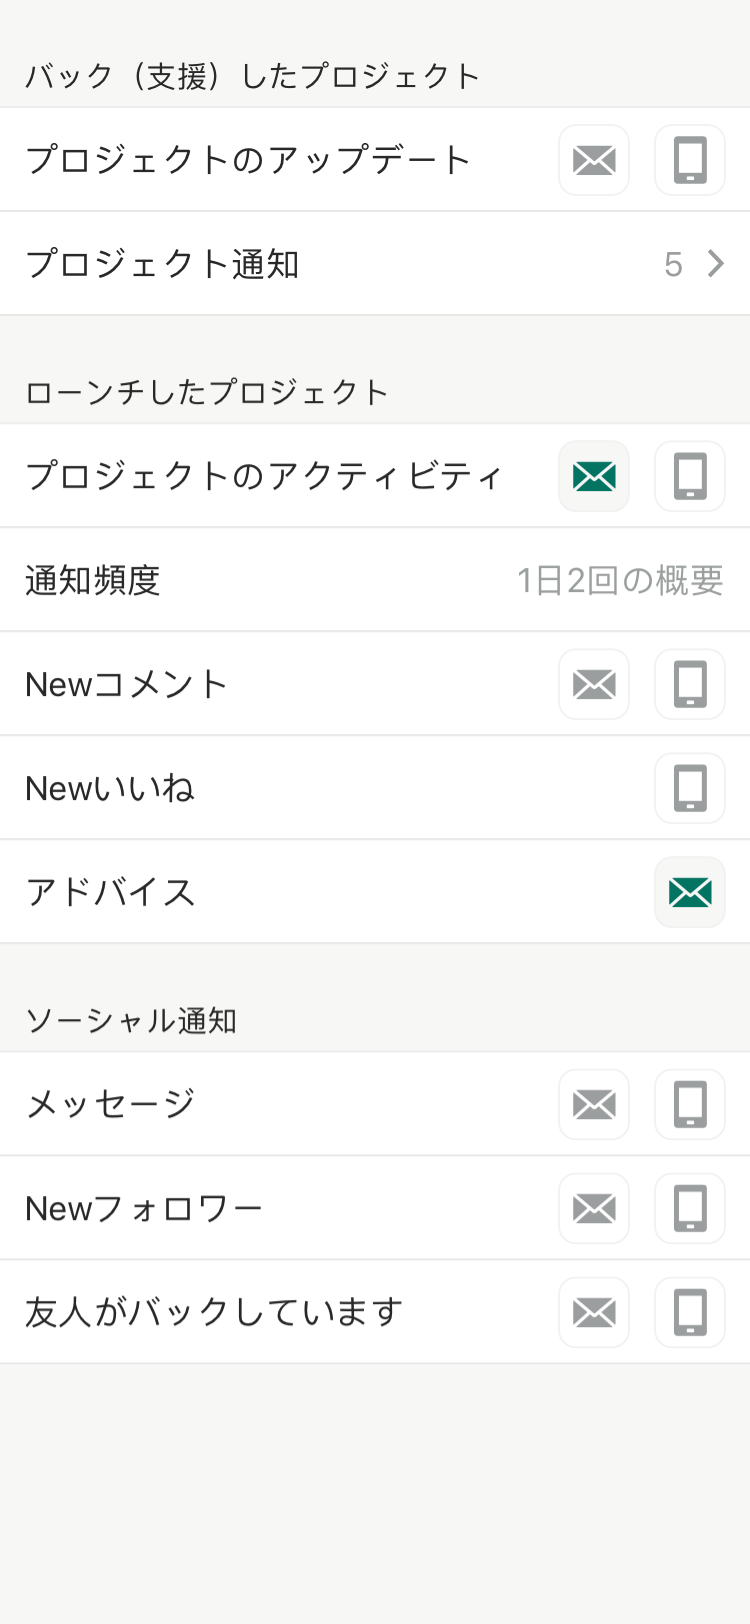 バック（支援）したプロジェクト
プロジェクトのアップデート
プロジェクト通知 5
ローンチしたプロジェクト
プロジェクトのアクティビティ
通知頻度 1日2回の概要
Newコメント
Newいいね
アドバイス
ソーシャル通知
メッセージ
Newフォロワー
友人がバックしています